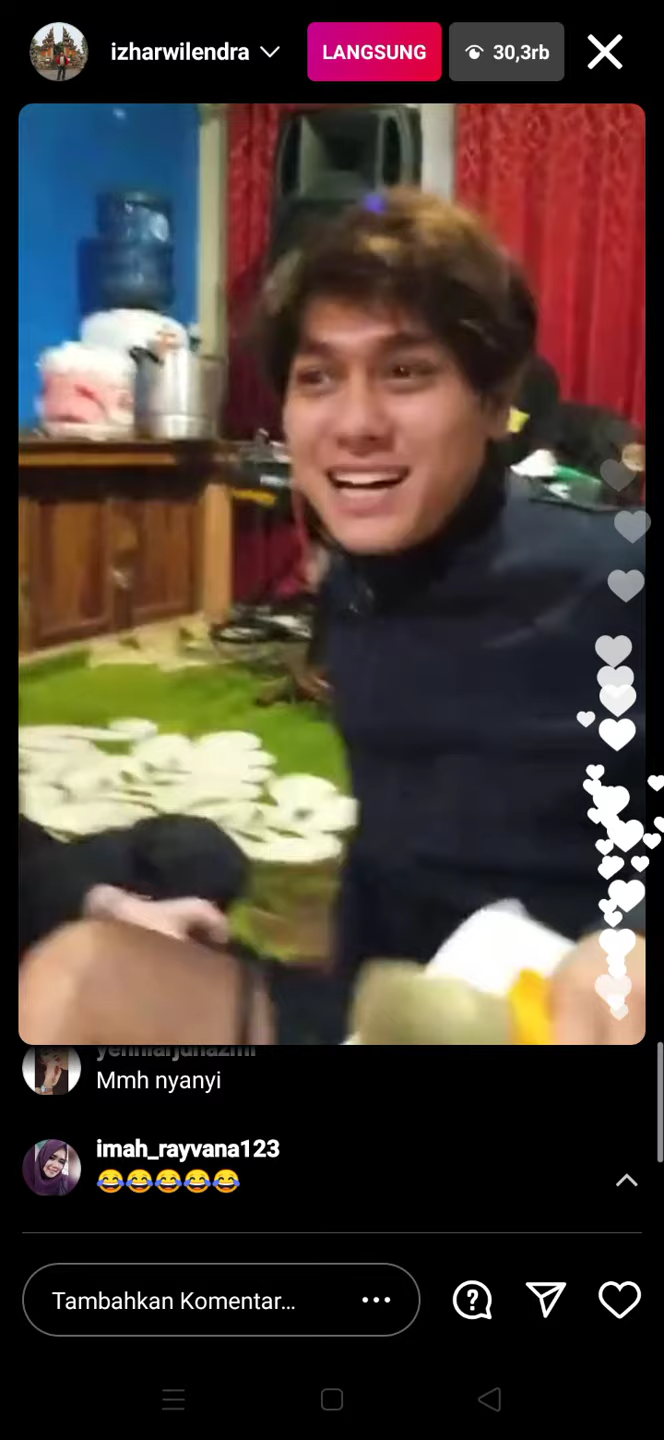 izharwilendra
LANGSUNG
30,3rb
Mmh nyanyi
imah_rayvana123
😂😂😂😂😂
Tambahkan Komentar...